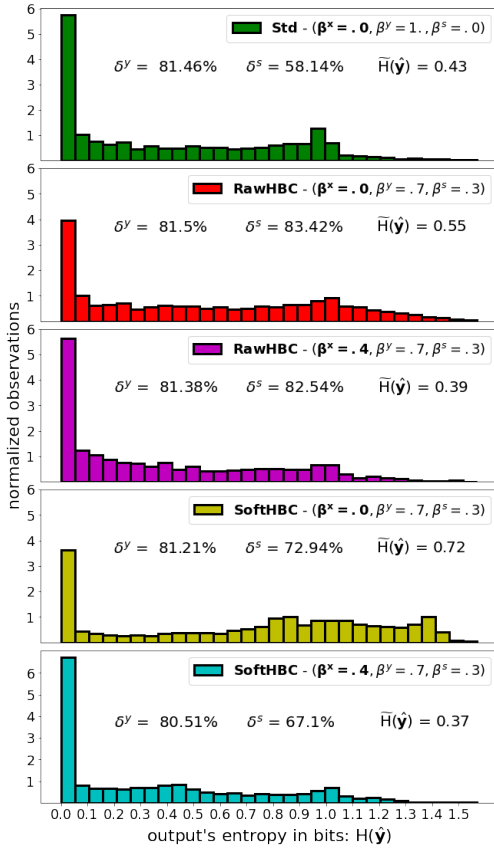 6
5
4
3
2
1
Std - (βˣ=.0, βʸ=1., βˢ=.0)
δʸ = 81.46% δˢ = 58.14% H̃(ŷ) = 0.43
6
5
4
3
2
1
RawHBC - (βˣ=.0, βʸ=.7, βˢ=.3)
δʸ = 81.5% δˢ = 83.42% H̃(ŷ) = 0.55
normalized observations
6
5
4
3
2
1
RawHBC - (βˣ=.4, βʸ=.7, βˢ=.3)
δʸ = 81.38% δˢ = 82.54% H̃(ŷ) = 0.39
6
5
4
3
2
1
SoftHBC - (βˣ=.0, βʸ=.7, βˢ=.3)
δʸ = 81.21% δˢ = 72.94% H̃(ŷ) = 0.72
6
5
4
3
2
1
SoftHBC - (βˣ=.4, βʸ=.7, βˢ=.3)
δʸ = 80.51% δˢ = 67.1% H̃(ŷ) = 0.37
0.0 0.1 0.2 0.3 0.4 0.5 0.6 0.7 0.8 0.9 1.0 1.1 1.2 1.3 1.4 1.5
output's entropy in bits: H(ŷ)